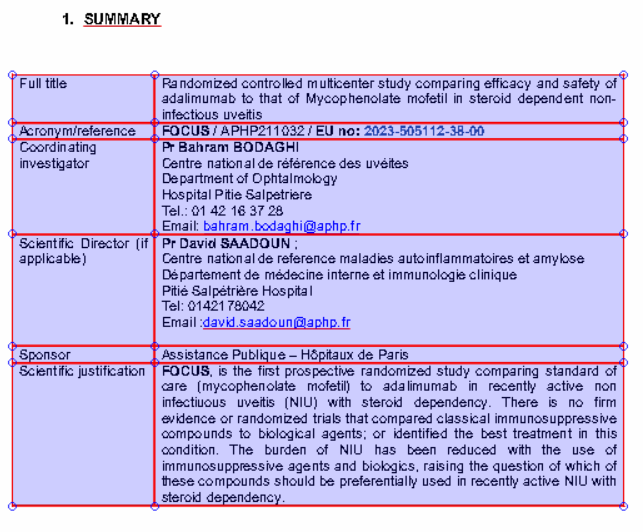 1. SUMMARY
Full title
Randomized controlled multicenter study comparing efficacy and safety of
adalimumab to that of Mycophenolate mofetil in steroid dependent non-
infectious uveitis
Acronym/reference
FOCUS / APHP211032 / EU no: 2023-505112-38-00
Coordinating
investigator
Pr Bahram BODAGHI
Centre national de référence des uvéites
Department of Ophtalmology
Hospital Pitie Salpetriere
Tel.: 01 42 16 37 28
Email: bahram.bodaghi@aphp.fr
Scientific Director (if
applicable)
Pr David SAADOUN ;
Centre national de reference maladies autoinflammatoires et amylose
Département de médecine interne et immunologie clinique
Pitié Salpétrière Hospital
Tel: 0142178042
Email :david.saadoun@aphp.fr
Sponsor
Assistance Publique – Hôpitaux de Paris
Scientific justification
FOCUS, is the first prospective randomized study comparing standard of
care (mycophenolate mofetil) to adalimumab in recently active non
infectiuous uveitis (NIU) with steroid dependency. There is no firm
evidence or randomized trials that compared classical immunosuppressive
compounds to biological agents; or identified the best treatment in this
condition. The burden of NIU has been reduced with the use of
immunosuppressive agents and biologics, raising the question of which of
these compounds should be preferentially used in recently active NIU with
steroid dependency.